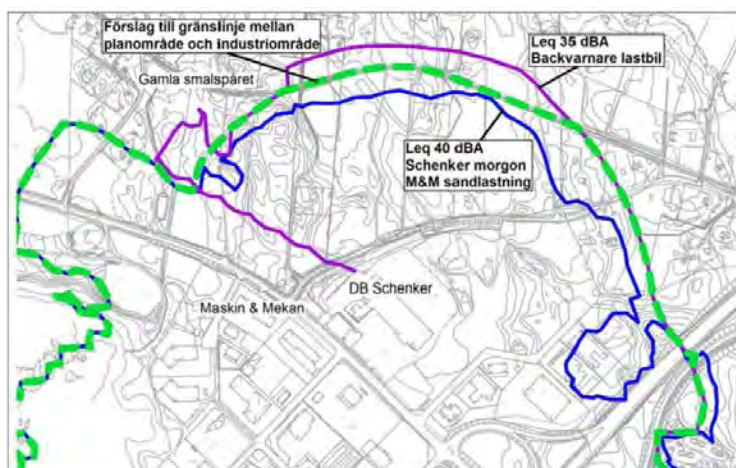 Förslag till gränslinje mellan
planområde och industriområde
Leq 35 dBA
Backvarnare lastbil
Gamla smalspåret
Leq 40 dBA
Schenker morgon
M&M sandlastning
DB Schenker
Maskin & Mekan